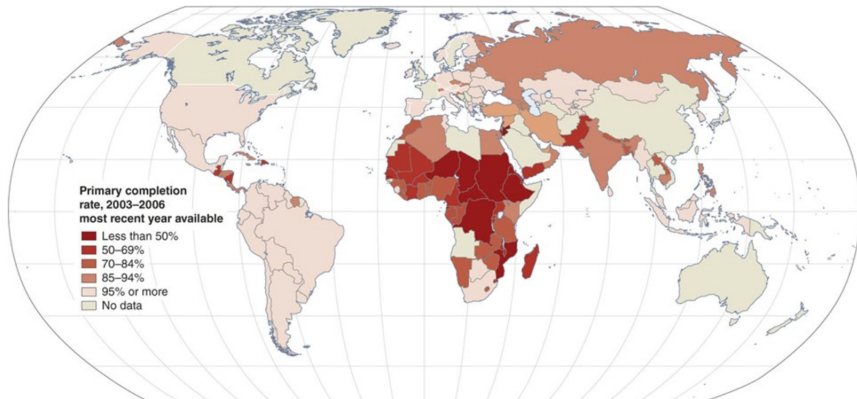 Primary completion
rate, 2003–2006
most recent year available
Less than 50%
50–69%
70–84%
85–94%
95% or more
No data